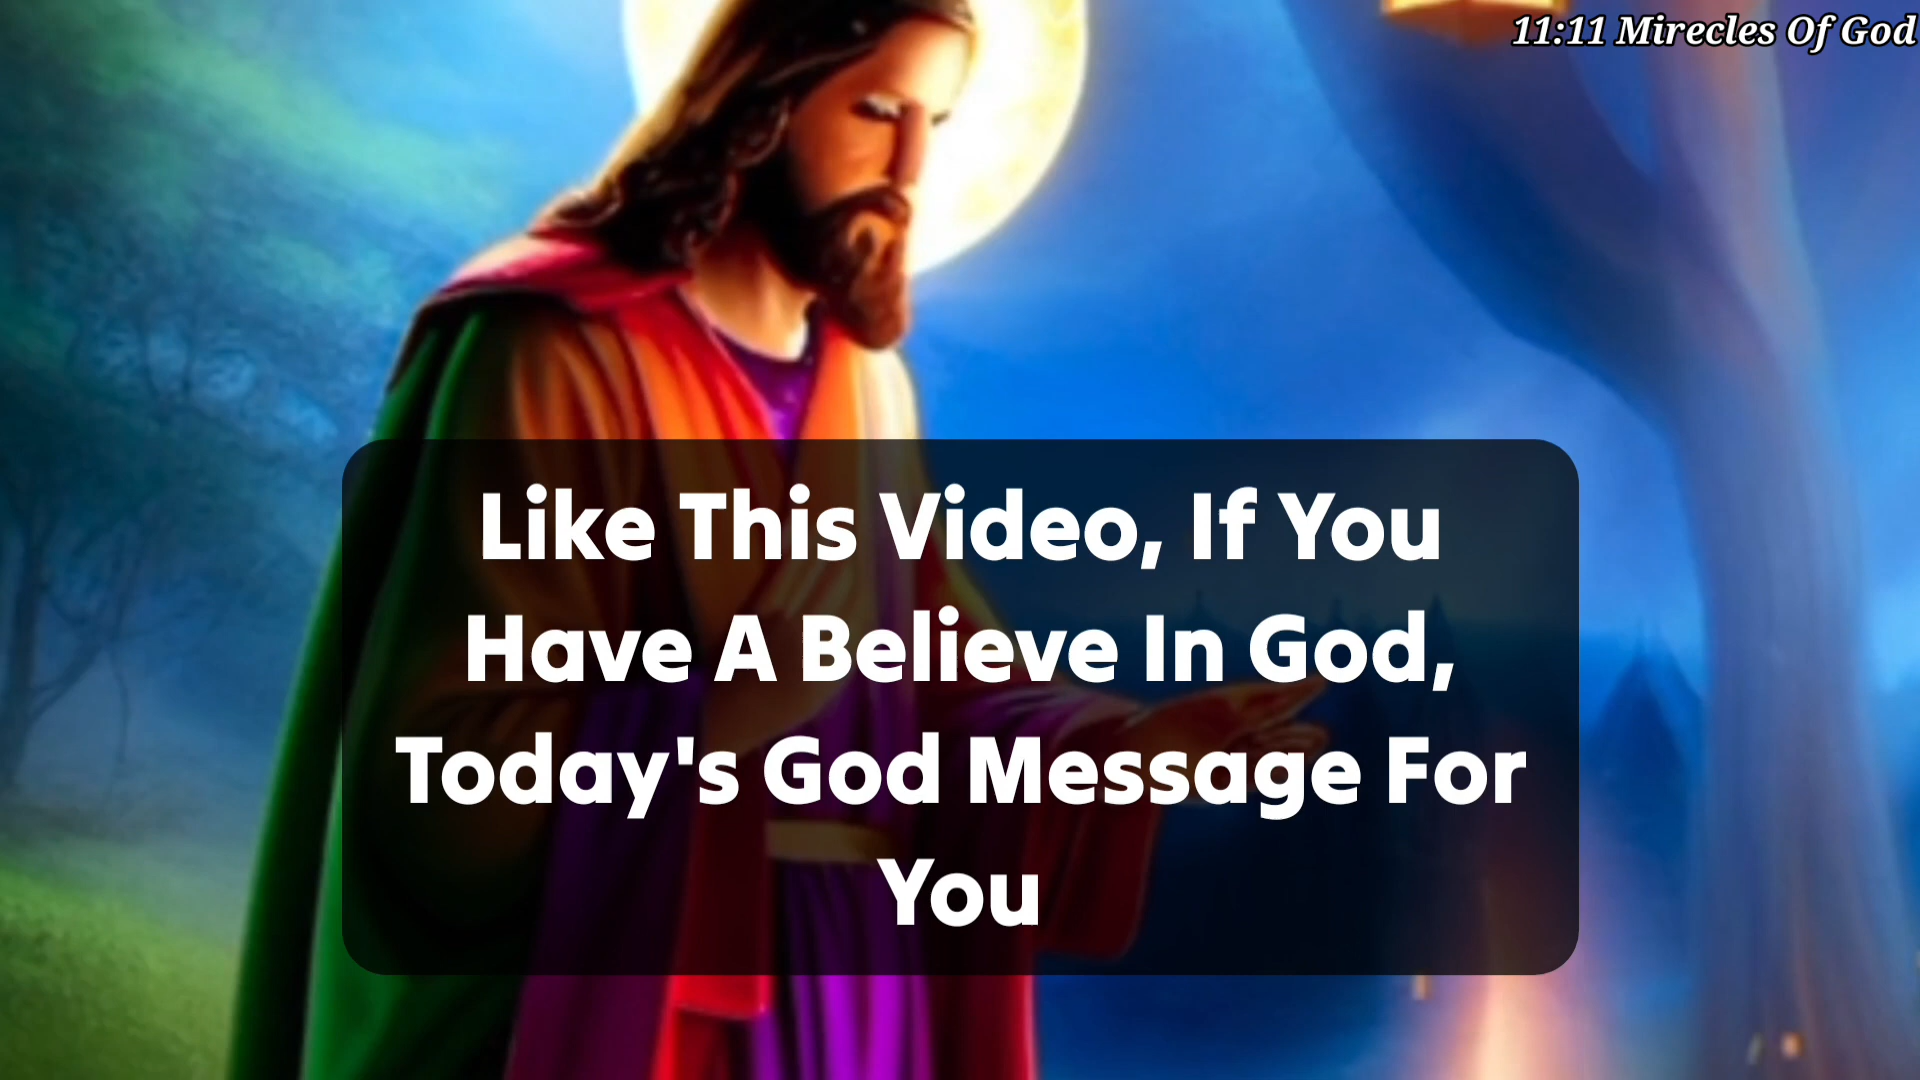 11:11 Mirecles Of God
Like This Video, If You
Have A Believe In God,
Today's God Message For
You